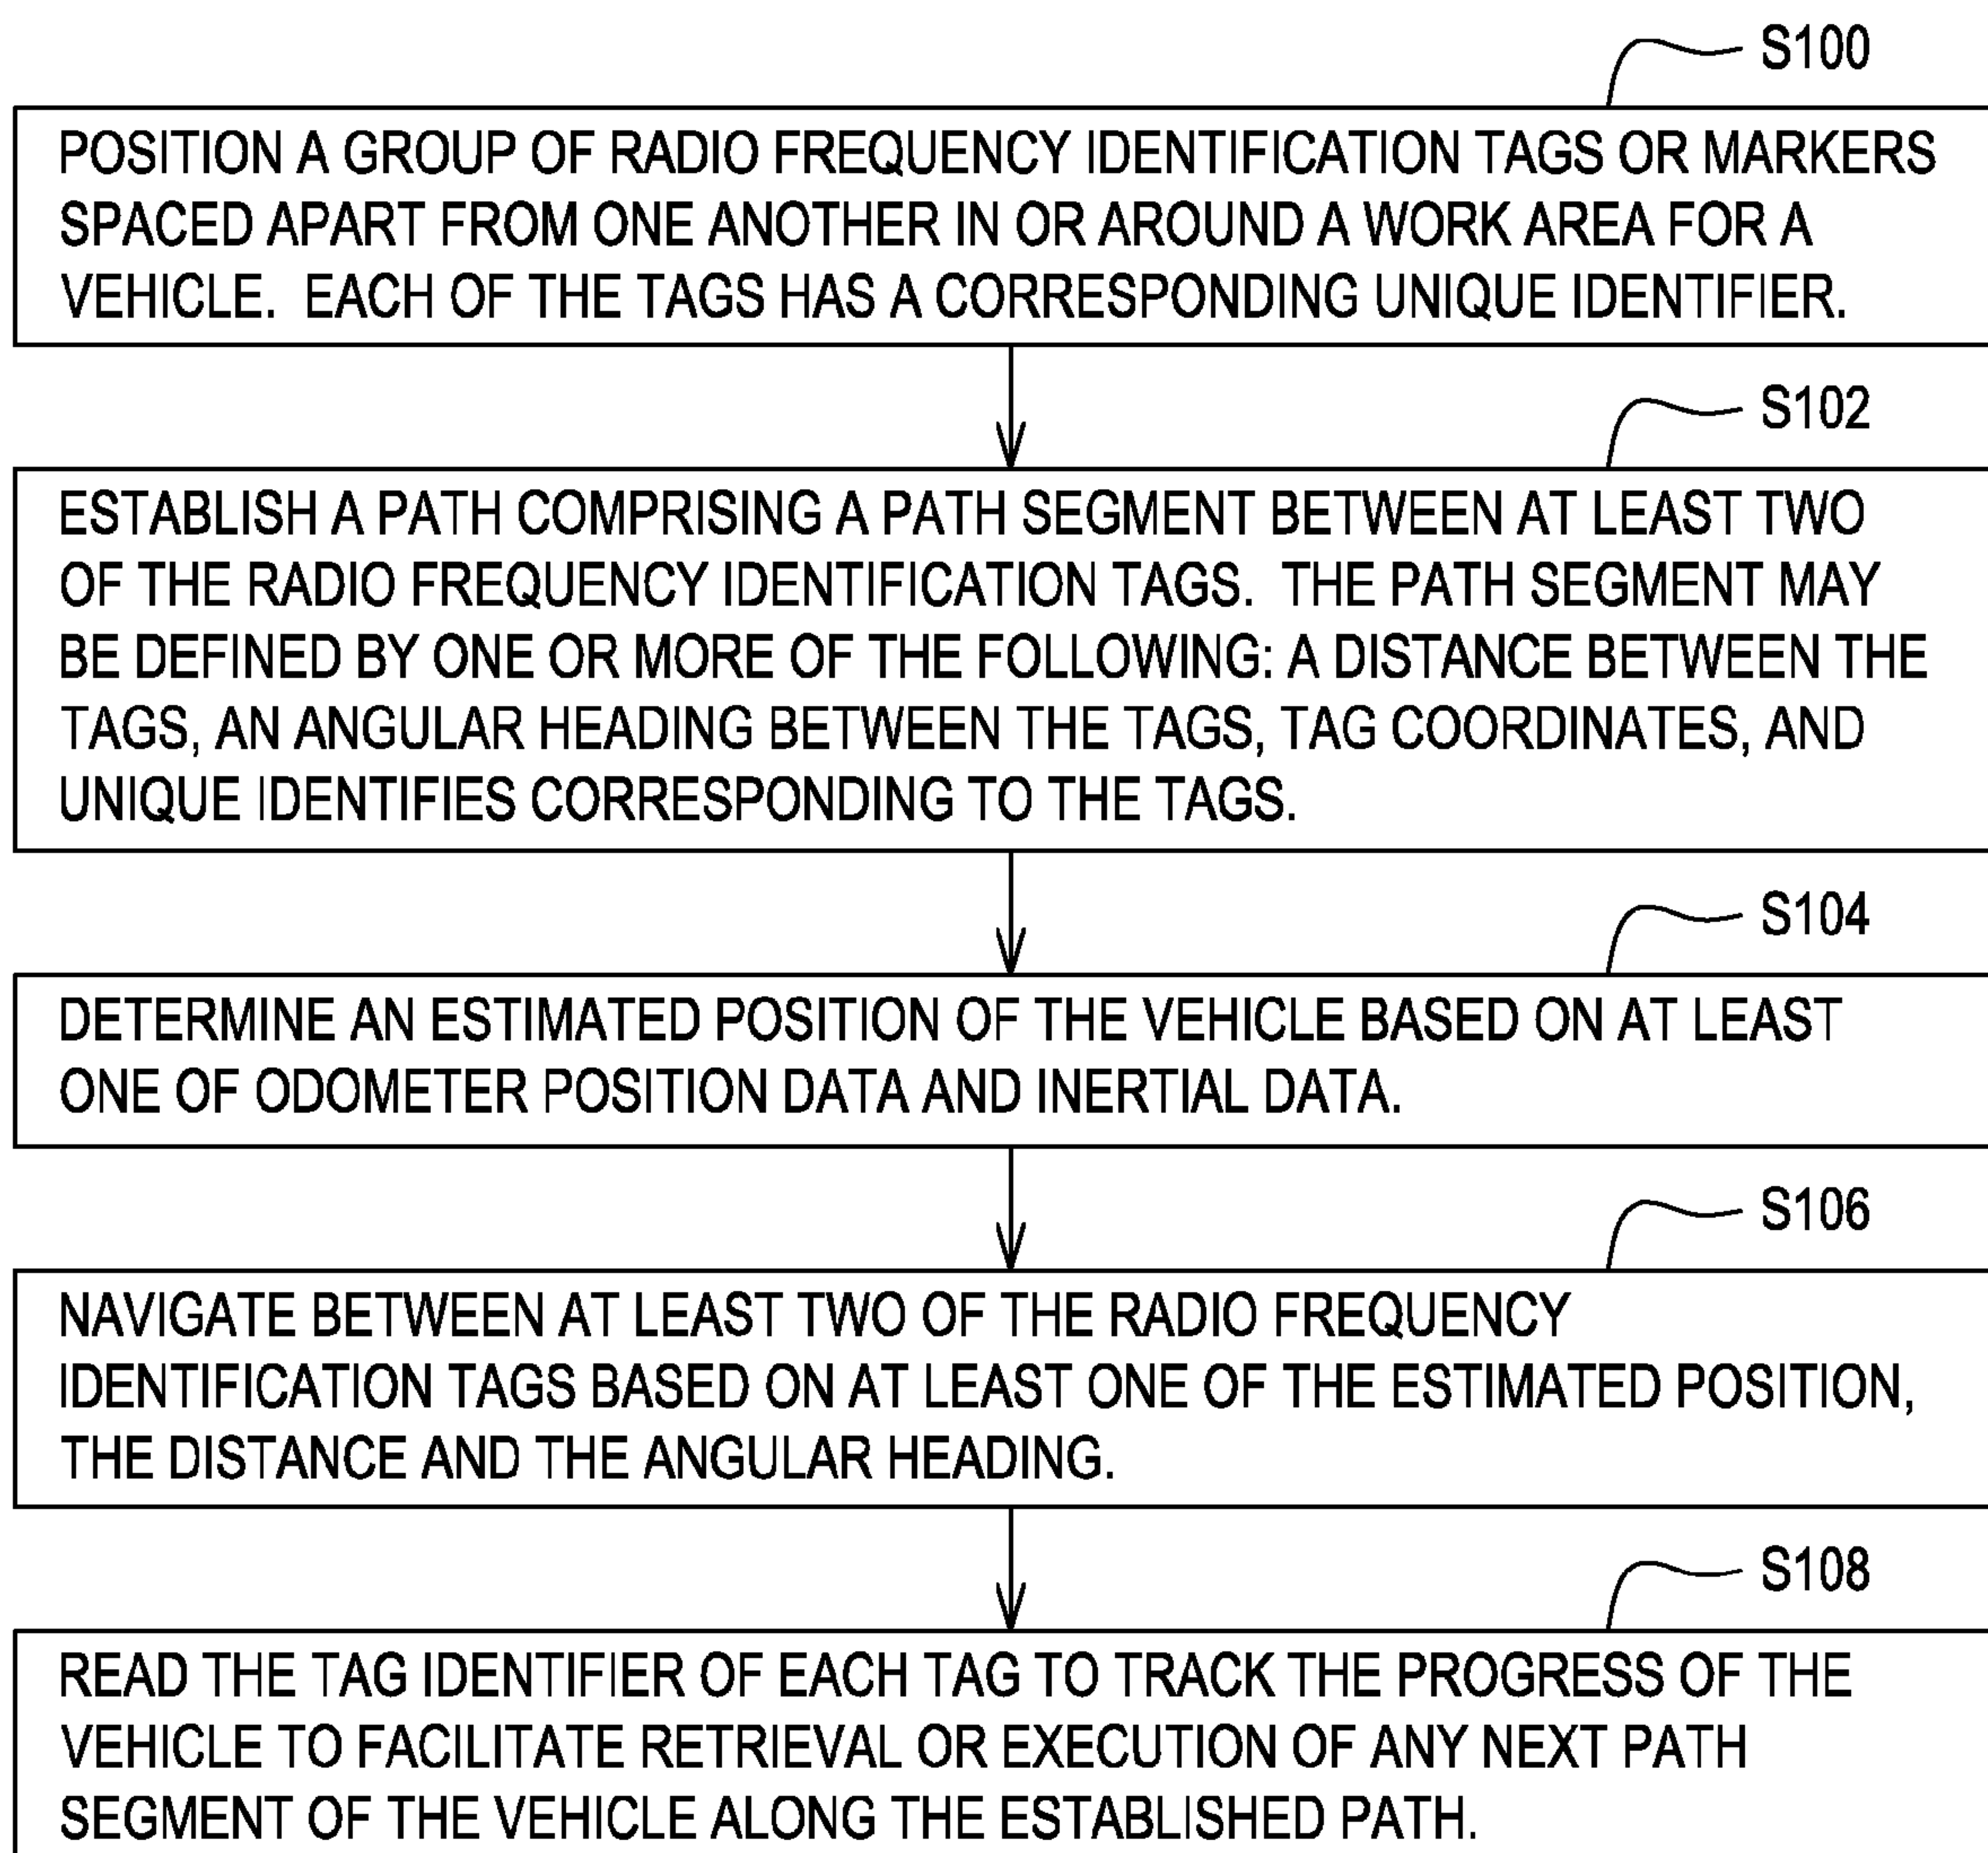 S100
POSITION A GROUP OF RADIO FREQUENCY IDENTIFICATION TAGS OR MARKERS
SPACED APART FROM ONE ANOTHER IN OR AROUND A WORK AREA FOR A
VEHICLE. EACH OF THE TAGS HAS A CORRESPONDING UNIQUE IDENTIFIER.
S102
ESTABLISH A PATH COMPRISING A PATH SEGMENT BETWEEN AT LEAST TWO
OF THE RADIO FREQUENCY IDENTIFICATION TAGS. THE PATH SEGMENT MAY
BE DEFINED BY ONE OR MORE OF THE FOLLOWING: A DISTANCE BETWEEN THE
TAGS, AN ANGULAR HEADING BETWEEN THE TAGS, TAG COORDINATES, AND
UNIQUE IDENTIFIES CORRESPONDING TO THE TAGS.
S104
DETERMINE AN ESTIMATED POSITION OF THE VEHICLE BASED ON AT LEAST
ONE OF ODOMETER POSITION DATA AND INERTIAL DATA.
S106
NAVIGATE BETWEEN AT LEAST TWO OF THE RADIO FREQUENCY
IDENTIFICATION TAGS BASED ON AT LEAST ONE OF THE ESTIMATED POSITION,
THE DISTANCE AND THE ANGULAR HEADING.
S108
READ THE TAG IDENTIFIER OF EACH TAG TO TRACK THE PROGRESS OF THE
VEHICLE TO FACILITATE RETRIEVAL OR EXECUTION OF ANY NEXT PATH
SEGMENT OF THE VEHICLE ALONG THE ESTABLISHED PATH.